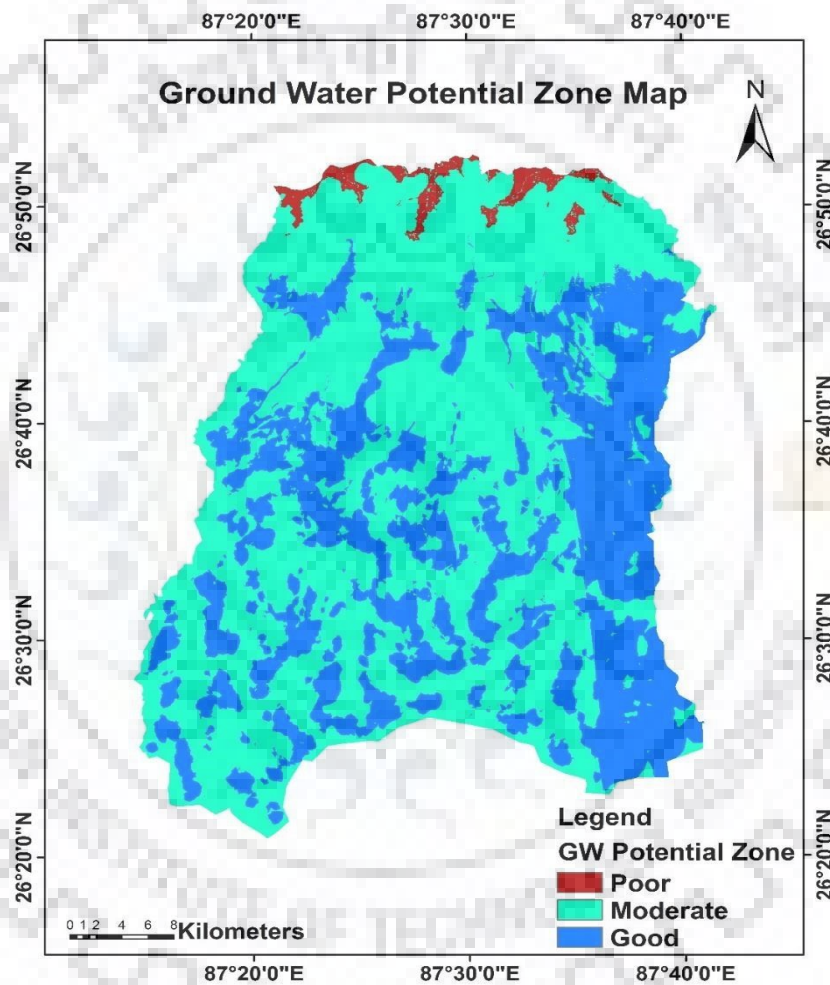 87°20'0"E 87°30'0"E 87°40'0"E
Ground Water Potential Zone Map
N
26°50'0"N 26°50'0"N
26°40'0"N 26°40'0"N
26°30'0"N 26°30'0"N
26°20'0"N 26°20'0"N
Legend
GW Potential Zone
Poor
Moderate
Good
0 1 2 4 6 8 Kilometers
87°20'0"E 87°30'0"E 87°40'0"E